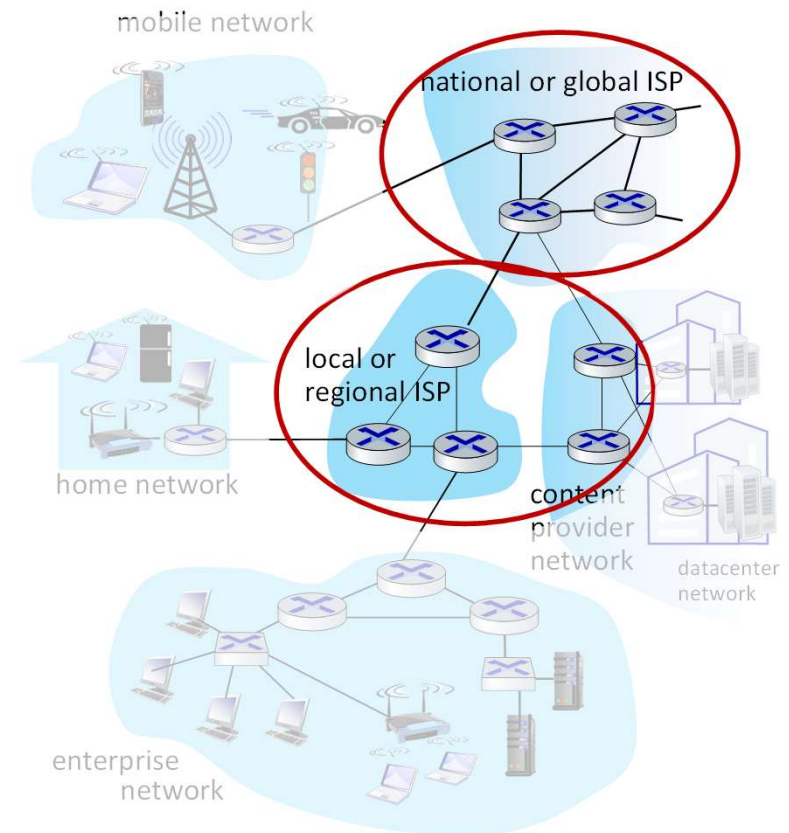 mobile network
national or global ISP
local or
regional ISP
home network
content
provider
network
datacenter
network
enterprise
network